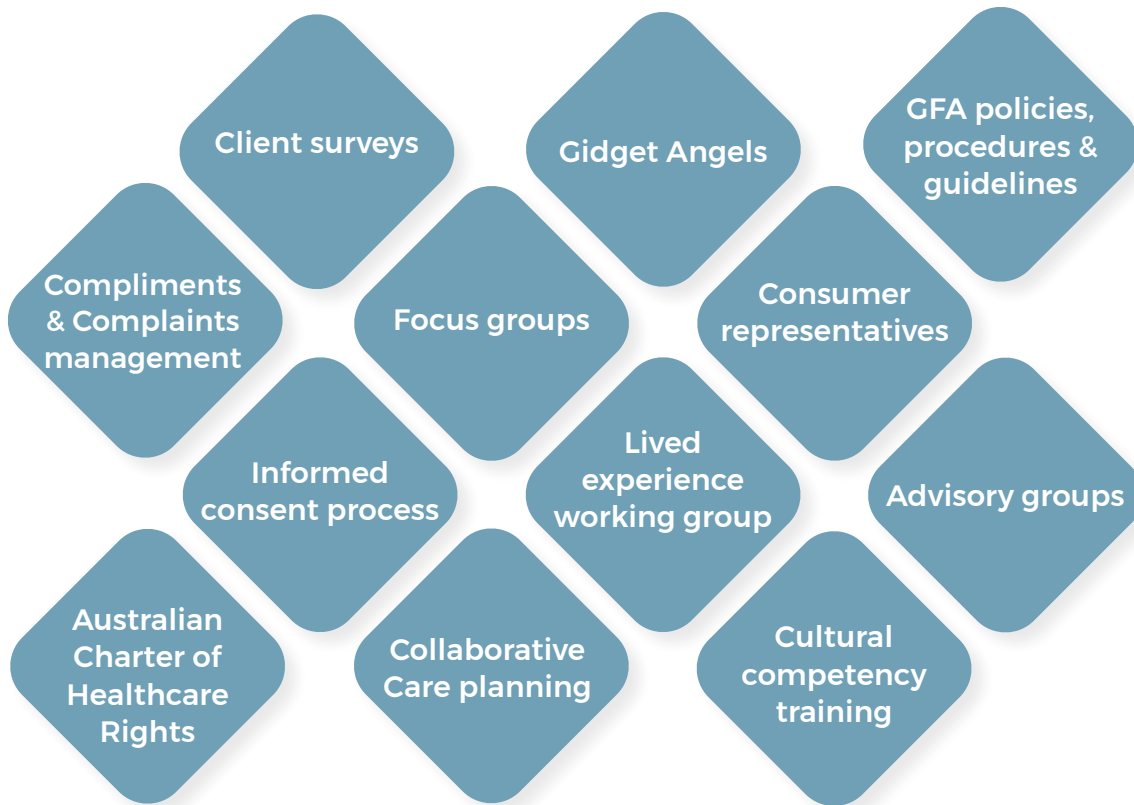 Client surveys
Gidget Angels
GFA policies,
procedures &
guidelines
Compliments
& Complaints
management
Focus groups
Consumer
representatives
Informed
consent process
Lived
experience
working group
Advisory groups
Australian
Charter of
Healthcare
Rights
Collaborative
Care planning
Cultural
competency
training